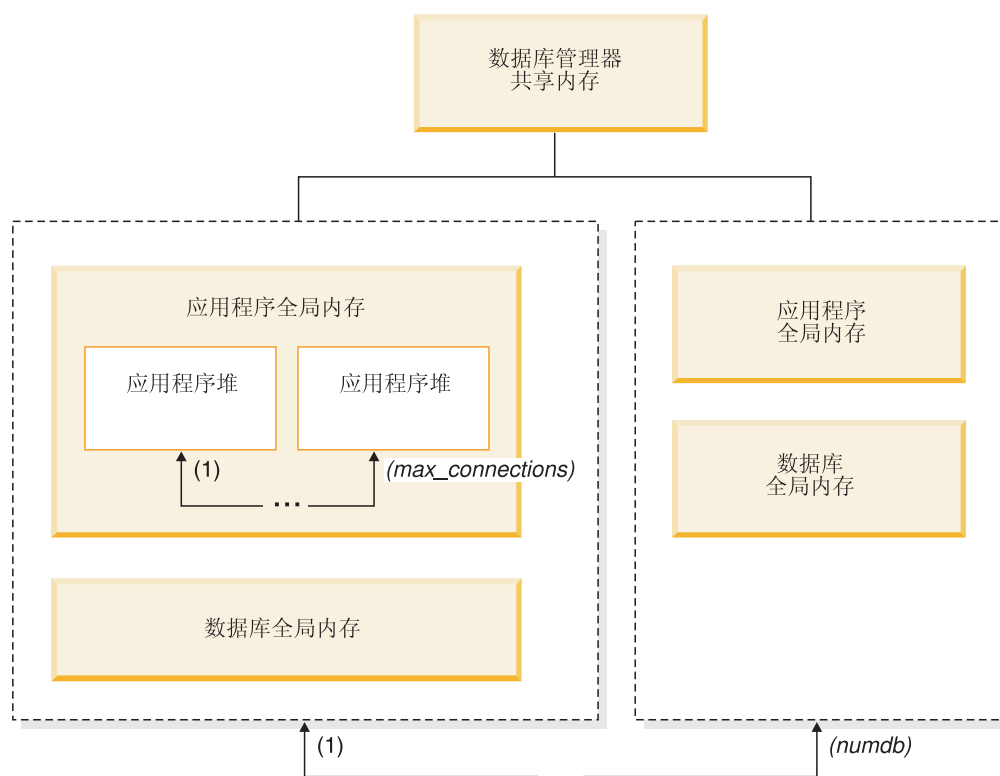 数据库管理器
共享内存
应用程序全局内存
应用程序堆
应用程序堆
(1)
...
(max_connections)
数据库全局内存
应用程序
全局内存
数据库
全局内存
(1)
(numdb)